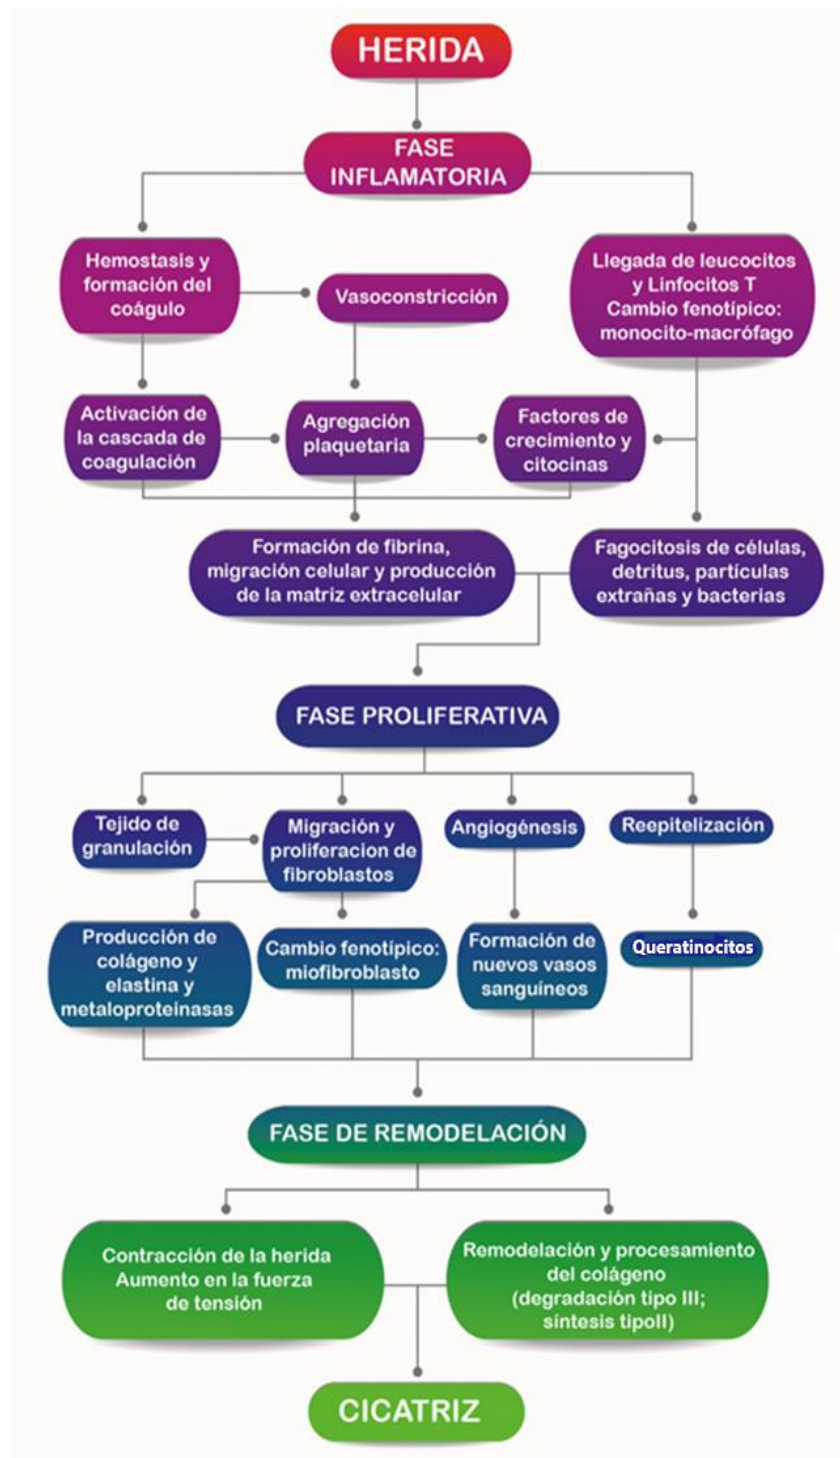 HERIDA
FASE
INFLAMATORIA
Hemostasis y
formación del
coágulo
Vasoconstricción
Llegada de leucocitos
y Linfocitos T
Cambio fenotípico:
monocito-macrófago
Activación de
la cascada de
coagulación
Agregación
plaquetaria
Factores de
crecimiento y
citocinas
Formación de fibrina,
migración celular y producción
de la matriz extracelular
Fagocitosis de células,
detritus, partículas
extrañas y bacterias
FASE PROLIFERATIVA
Tejido de
granulación
Migración y
proliferacion de
fibroblastos
Angiogénesis
Reepitelización
Producción de
colágeno y
elastina y
metaloproteinasas
Cambio fenotípico:
miofibroblasto
Formación de
nuevos vasos
sanguíneos
Queratinocitos
FASE DE REMODELACIÓN
Contracción de la herida
Aumento en la fuerza
de tensión
Remodelación y procesamiento
del colágeno
(degradación tipo III;
síntesis tipoII)
CICATRIZ